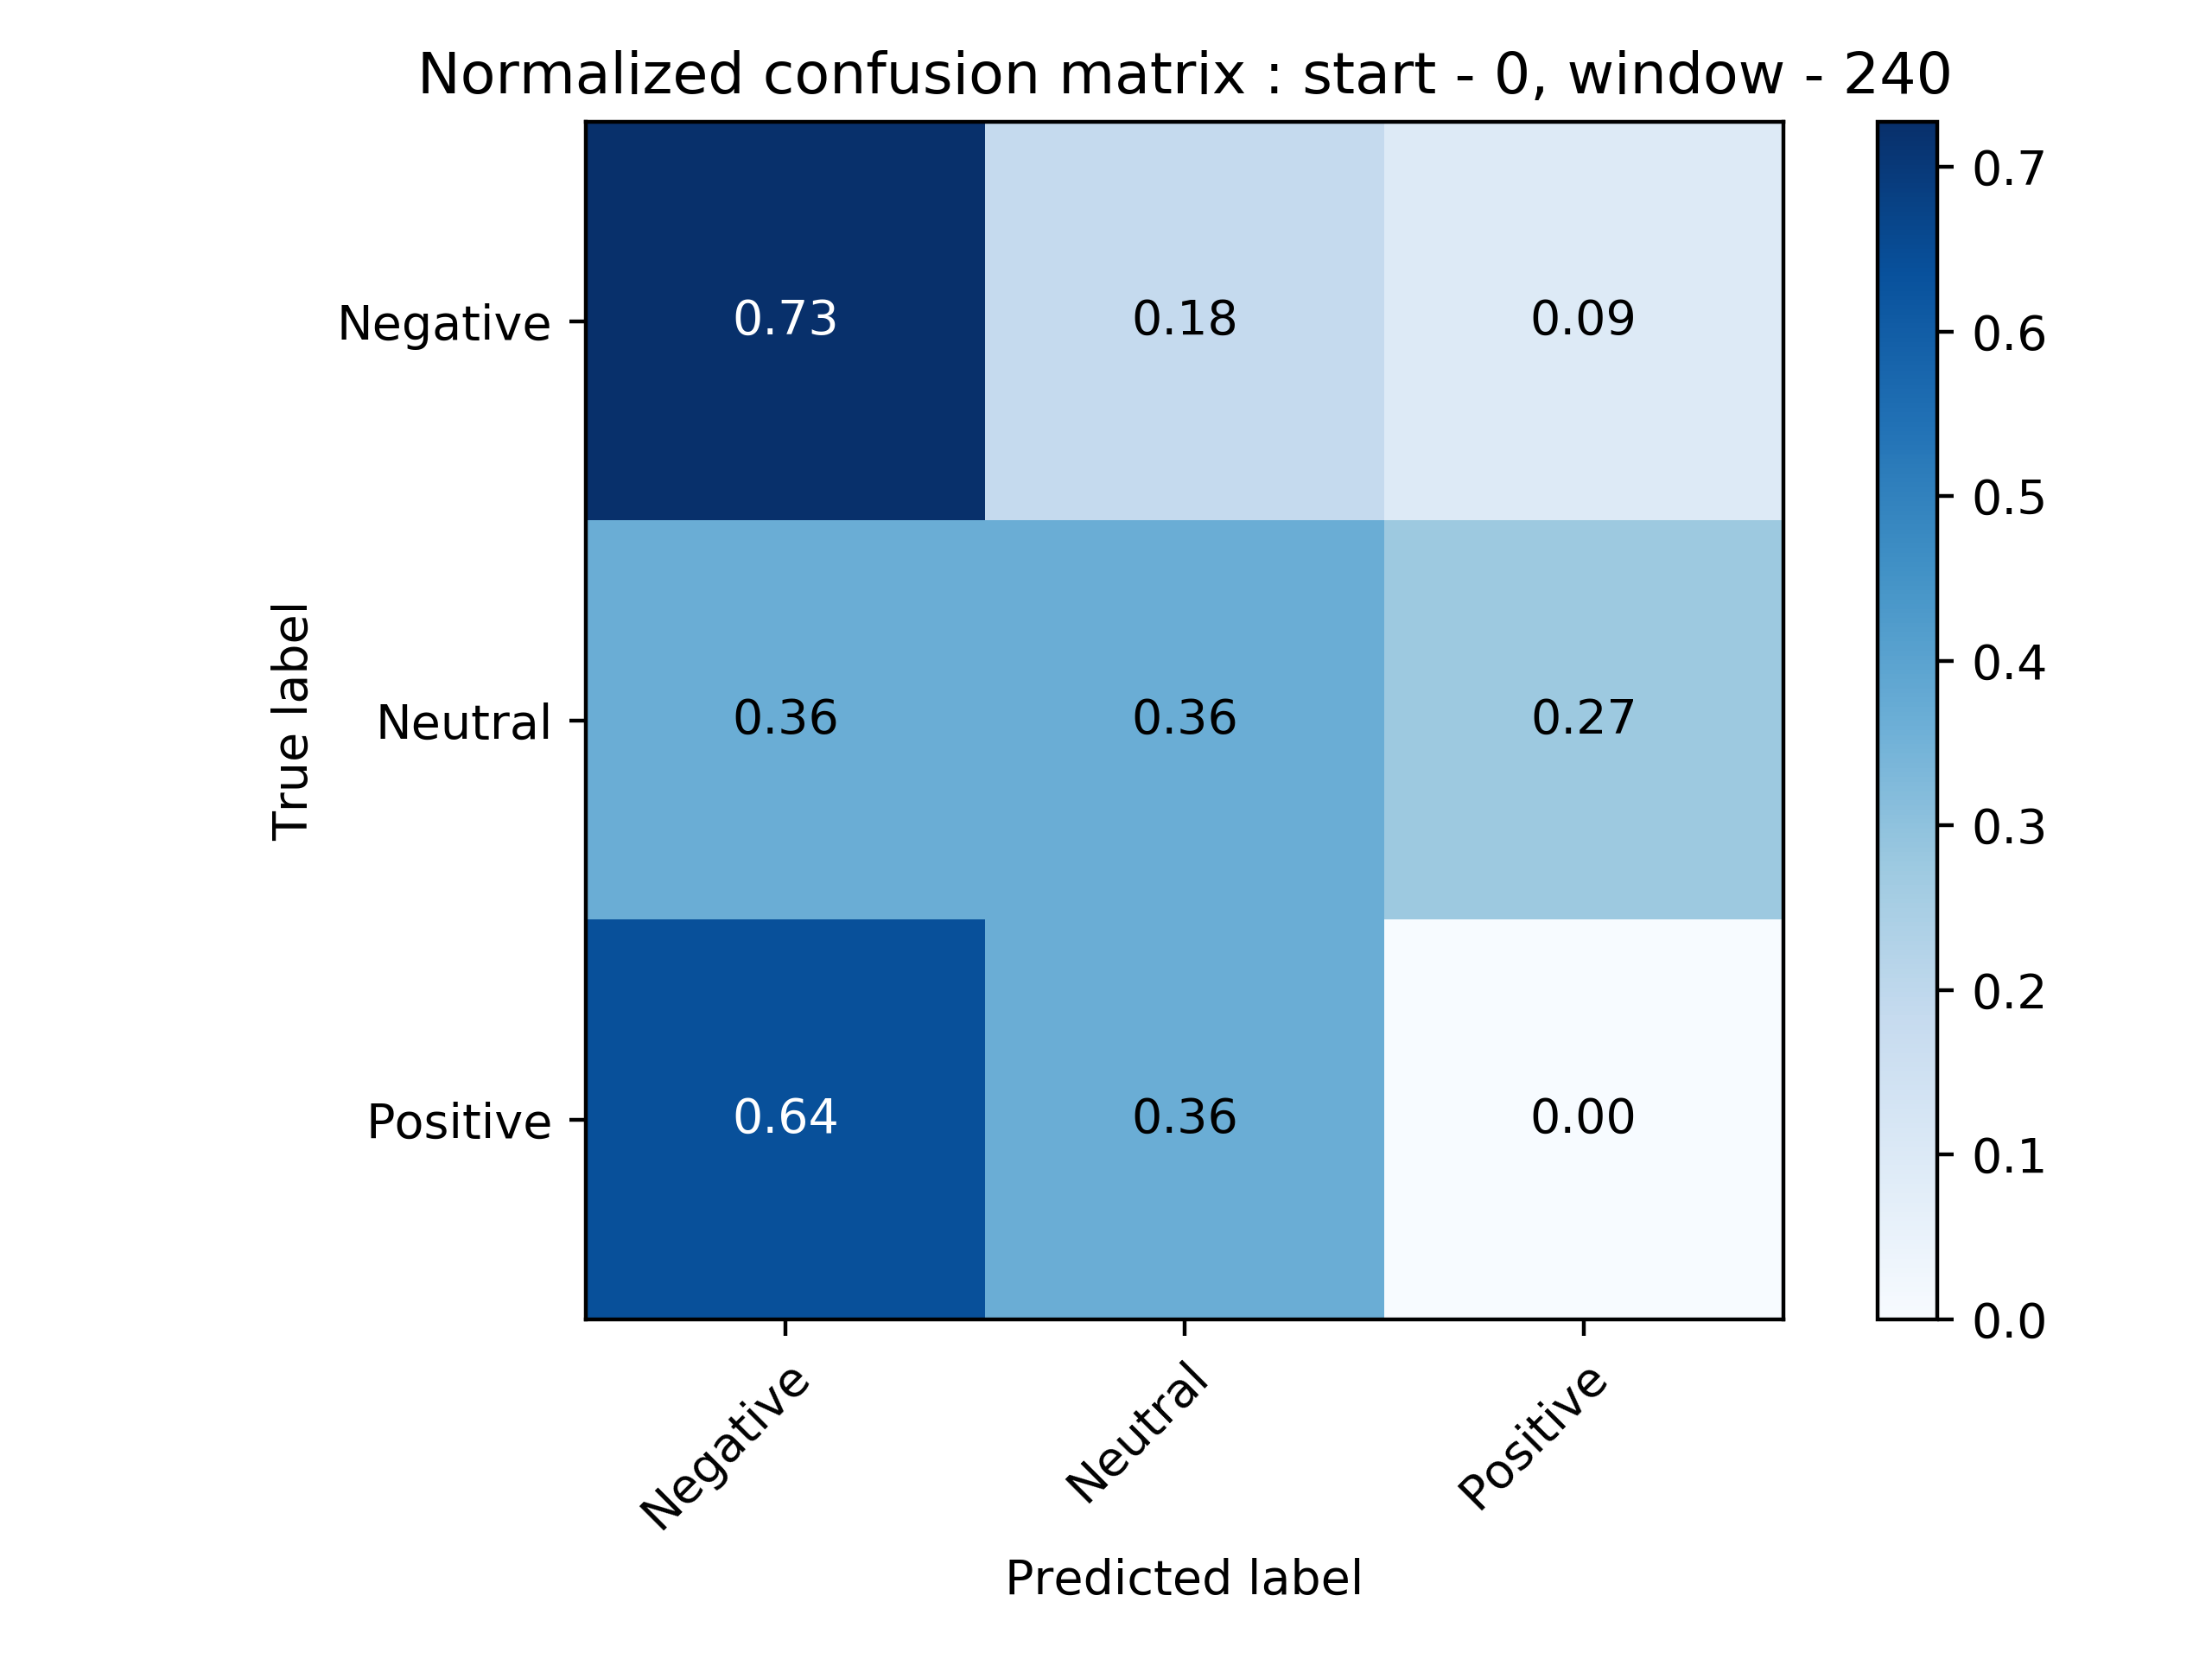 Normalized confusion matrix : start - 0, window - 240
True label
Negative
0.73
0.18
0.09
Neutral
0.36
0.36
0.27
Positive
0.64
0.36
0.00
Negative
Neutral
Positive
Predicted label
0.7
0.6
0.5
0.4
0.3
0.2
0.1
0.0